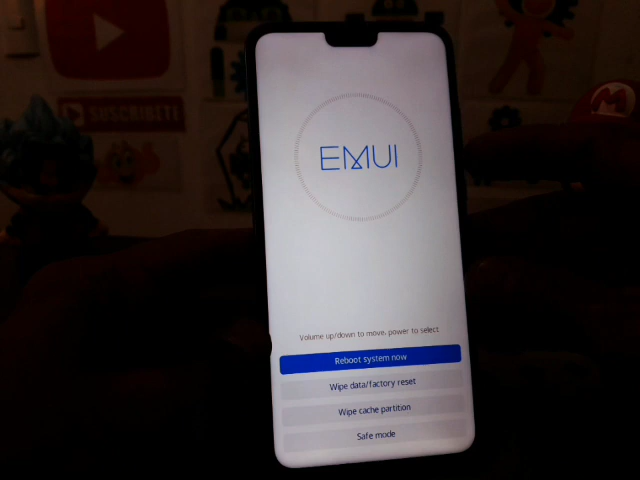 SUSCRIBETE
M
EMUI
Volume up/down to move, power to select
Reboot system now
Wipe data/factory reset
Wipe cache partition
Safe mode